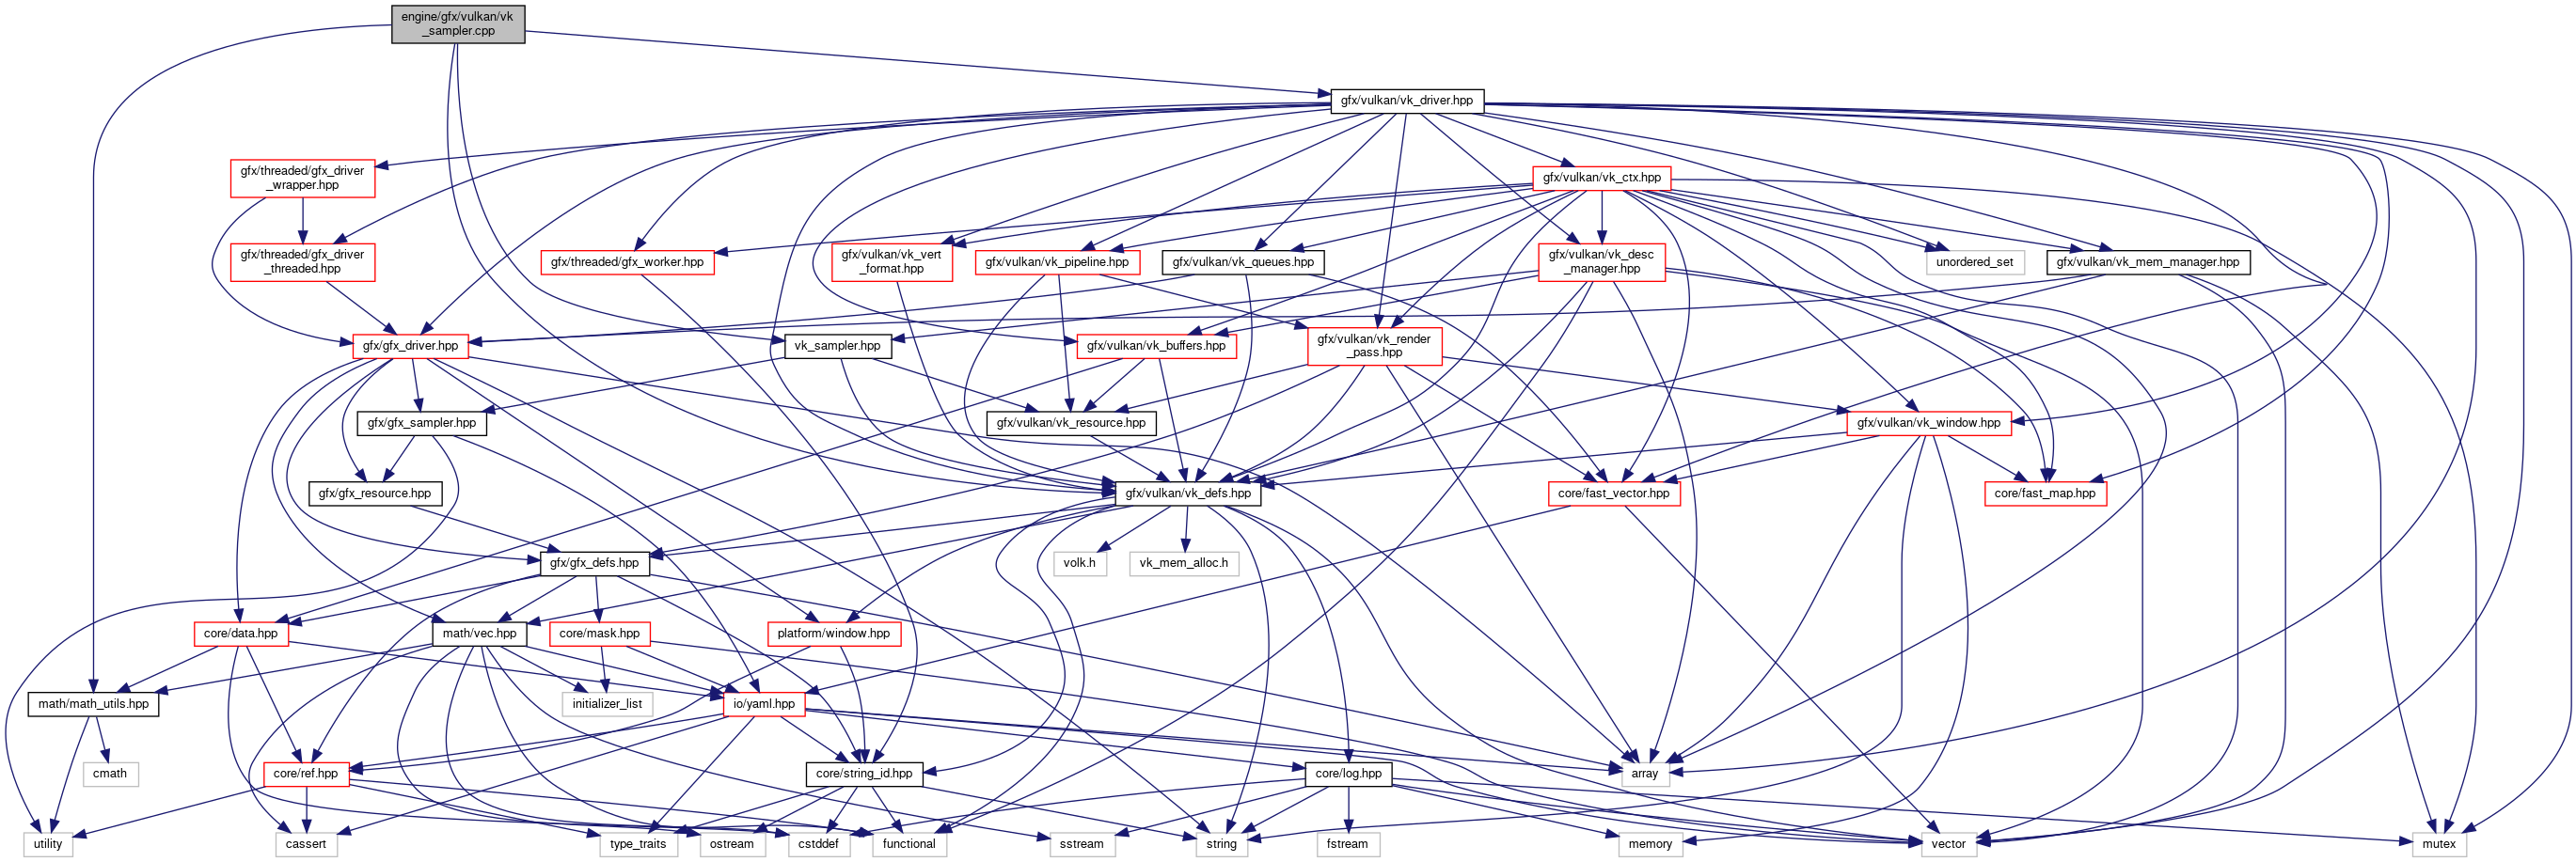 engine/gfx/vulkan/vk
_sampler.cpp
gfx/vulkan/vk_driver.hpp
gfx/threaded/gfx_driver
_wrapper.hpp
gfx/vulkan/vk_ctx.hpp
gfx/threaded/gfx_driver
_threaded.hpp
gfx/threaded/gfx_worker.hpp
gfx/vulkan/vk_vert
_format.hpp
gfx/vulkan/vk_pipeline.hpp
gfx/vulkan/vk_queues.hpp
gfx/vulkan/vk_desc
_manager.hpp
unordered_set
gfx/vulkan/vk_mem_manager.hpp
gfx/gfx_driver.hpp
vk_sampler.hpp
gfx/vulkan/vk_buffers.hpp
gfx/vulkan/vk_render
_pass.hpp
gfx/gfx_sampler.hpp
gfx/vulkan/vk_resource.hpp
gfx/vulkan/vk_window.hpp
gfx/gfx_resource.hpp
gfx/vulkan/vk_defs.hpp
core/fast_vector.hpp
core/fast_map.hpp
gfx/gfx_defs.hpp
volk.h
vk_mem_alloc.h
core/data.hpp
math/vec.hpp
core/mask.hpp
platform/window.hpp
math/math_utils.hpp
initializer_list
io/yaml.hpp
cmath
core/ref.hpp
core/string_id.hpp
core/log.hpp
array
utility
cassert
type_traits
ostream
cstddef
functional
sstream
string
fstream
memory
vector
mutex